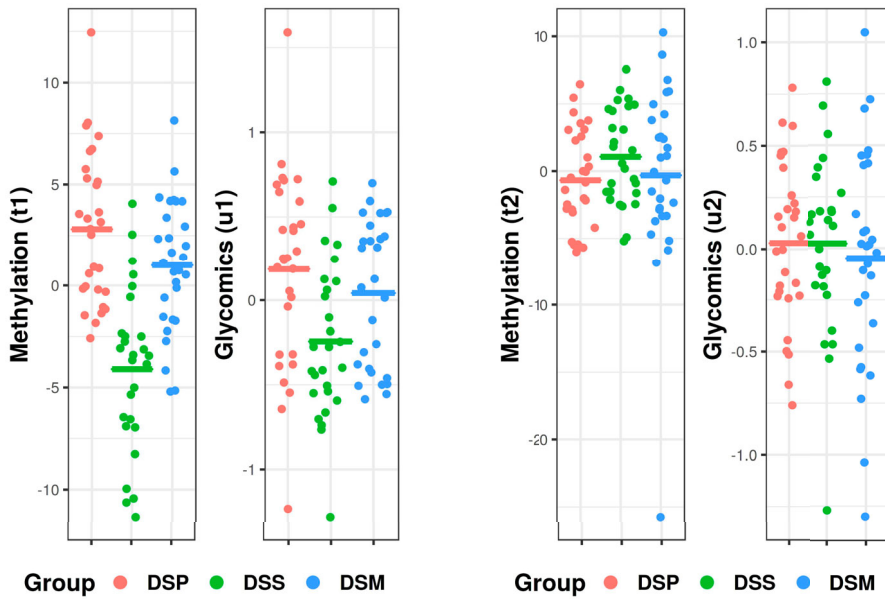 Methylation (t1)
10
5
0
-5
-10
Glycomics (u1)
1
0
-1
Methylation (t2)
10
0
-10
-20
Glycomics (u2)
1.0
0.5
0.0
-0.5
-1.0
Group DSP DSS DSM
Group DSP DSS DSM